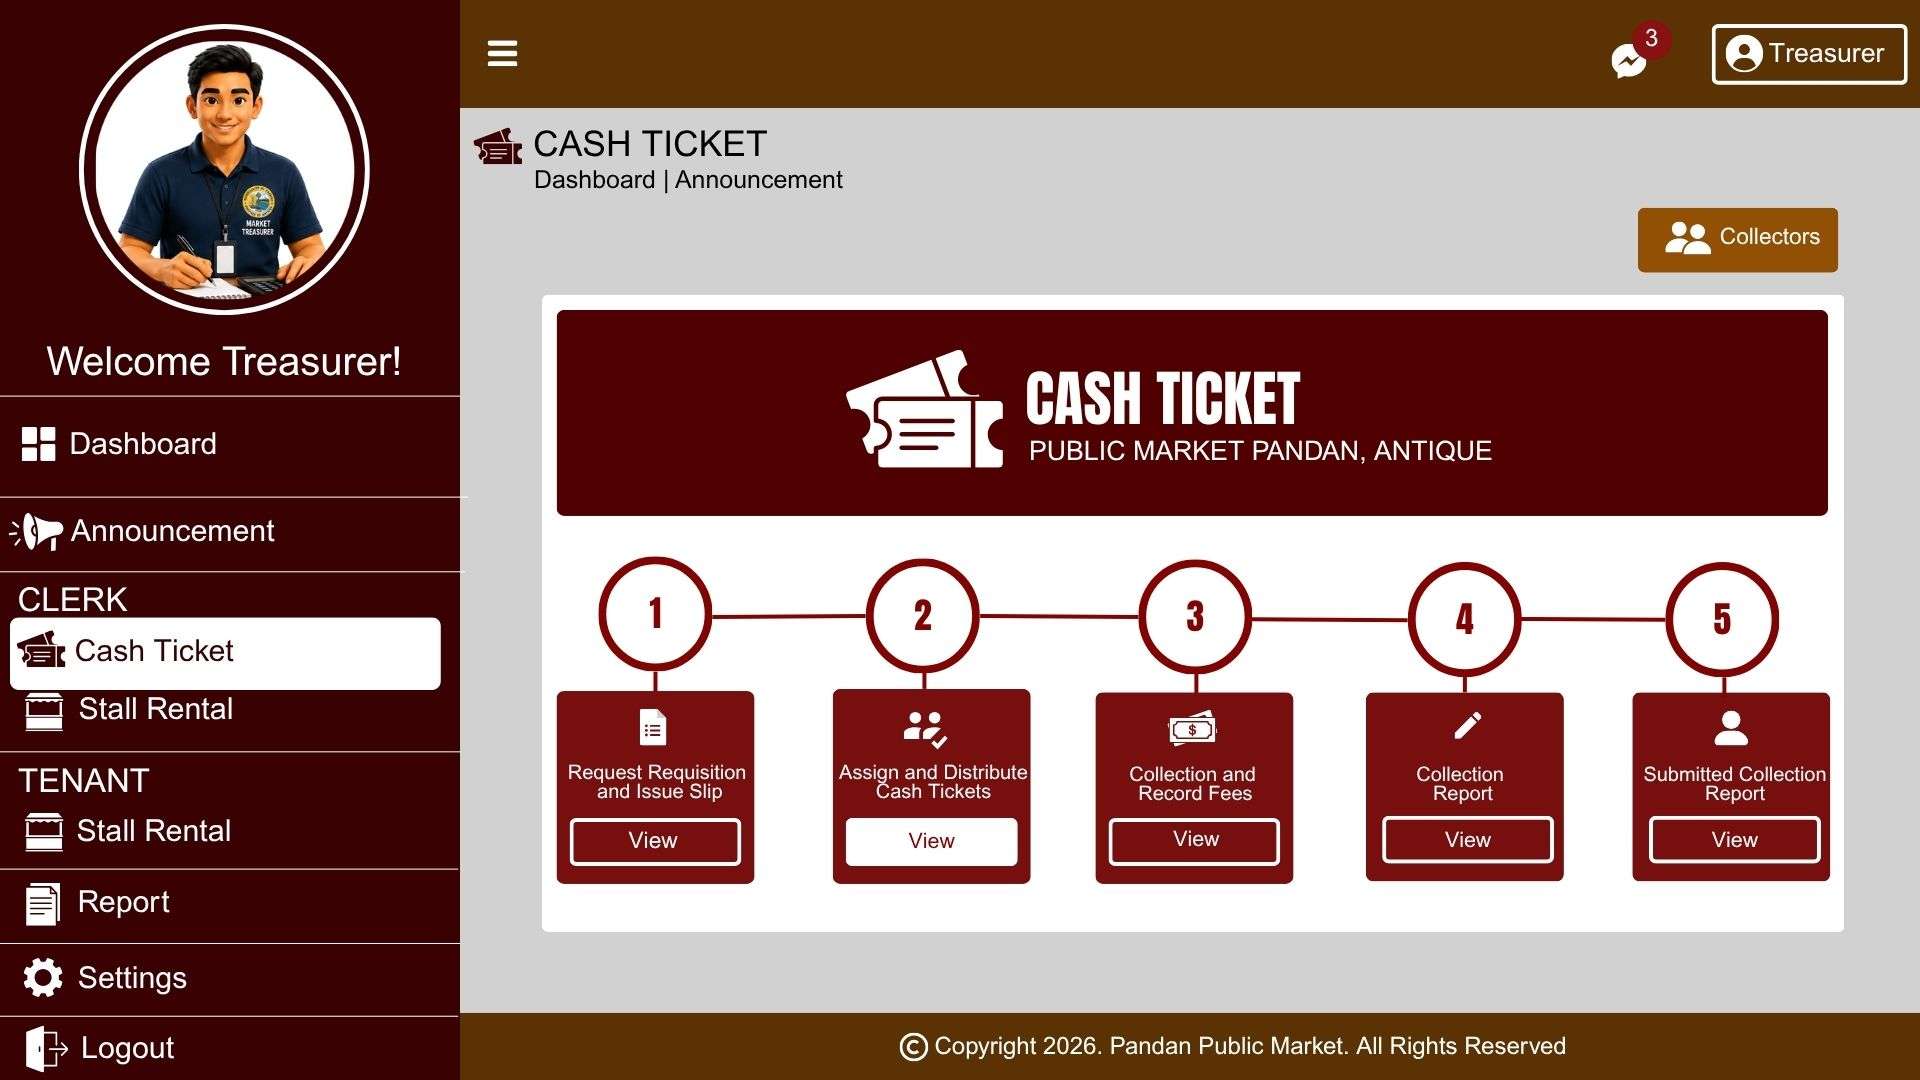 MARKET
TREASURER
Welcome Treasurer!
Dashboard
Announcement
CLERK
Cash Ticket
Stall Rental
TENANT
Stall Rental
Report
Settings
Logout
3
Treasurer
CASH TICKET
Dashboard | Announcement
Collectors
CASH TICKET
PUBLIC MARKET PANDAN, ANTIQUE
1
2
3
4
5
Request Requisition
and Issue Slip
View
Assign and Distribute
Cash Tickets
View
$
Collection and
Record Fees
View
Collection
Report
View
Submitted Collection
Report
View
© Copyright 2026. Pandan Public Market. All Rights Reserved